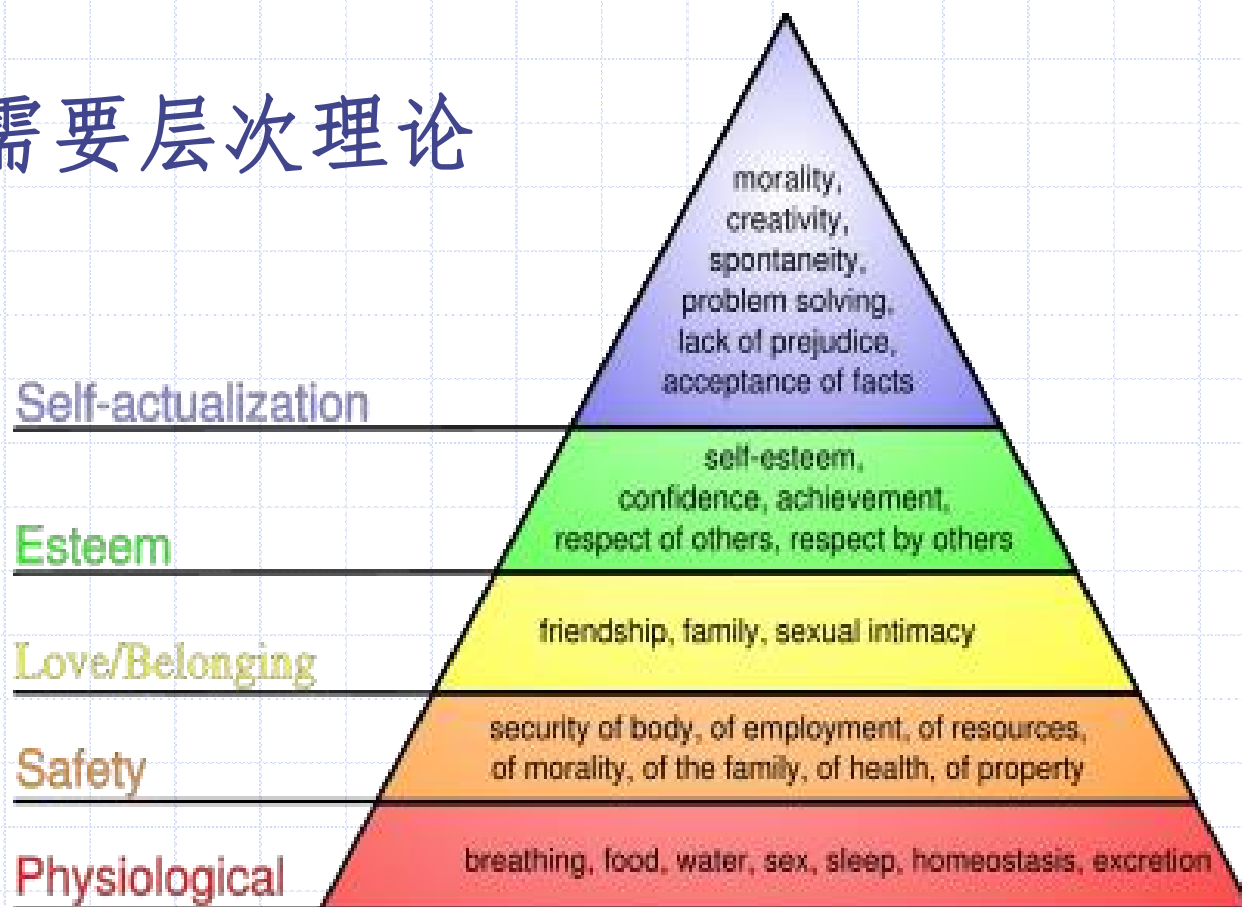 需要层次理论
morality,
creativity,
spontaneity,
problem solving,
lack of prejudice,
acceptance of facts
Self-actualization
self-esteem,
confidence, achievement,
respect of others, respect by others
Esteem
friendship, family, sexual intimacy
Love/Belonging
security of body, of employment, of resources,
of morality, of the family, of health, of property
Safety
breathing, food, water, sex, sleep, homeostasis, excretion
Physiological